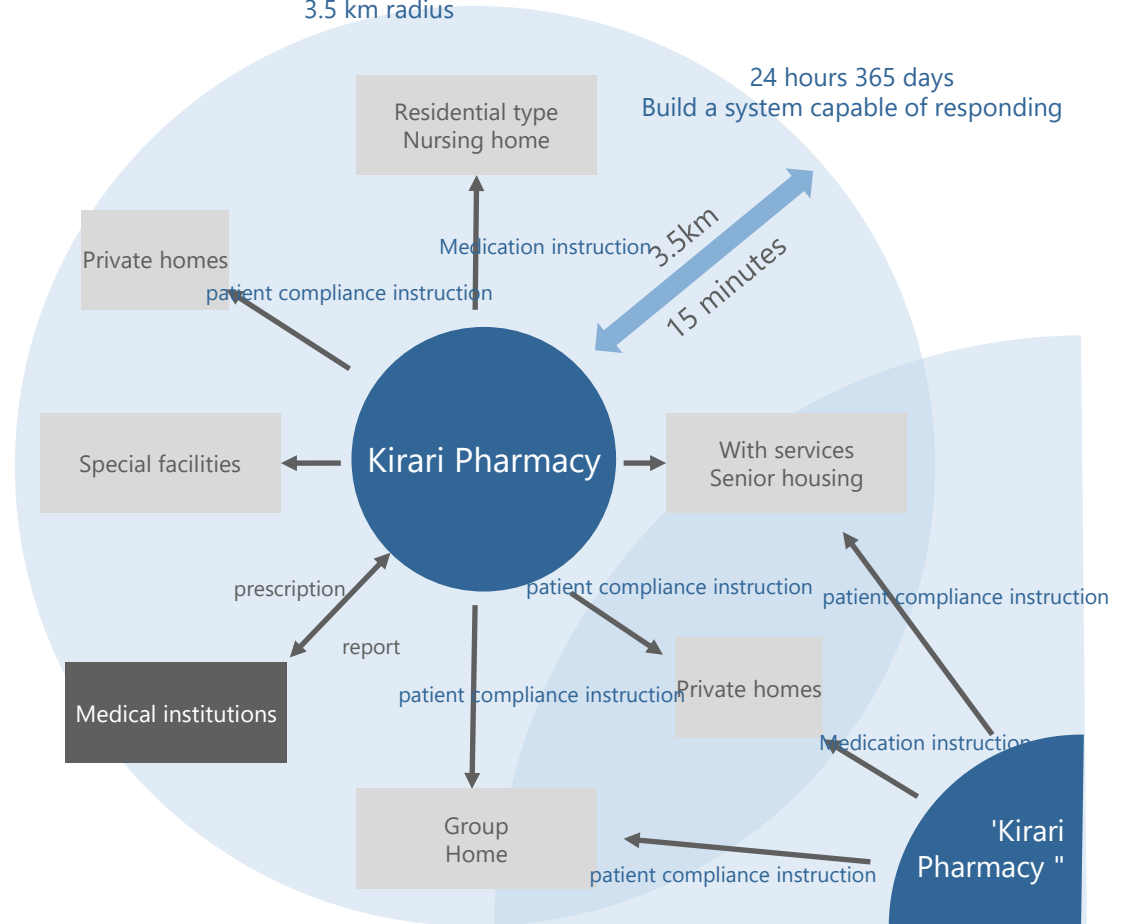 3.5 km radius
24 hours 365 days
Build a system capable of responding
Residential type
Nursing home
Private homes
Medication instruction
3.5km
15 minutes
patient compliance instruction
Special facilities
Kirari Pharmacy
With services
Senior housing
prescription
patient compliance instruction
patient compliance instruction
report
Medical institutions
patient compliance instruction
Private homes
Medication instruction
Group
Home
'Kirari
Pharmacy "
patient compliance instruction